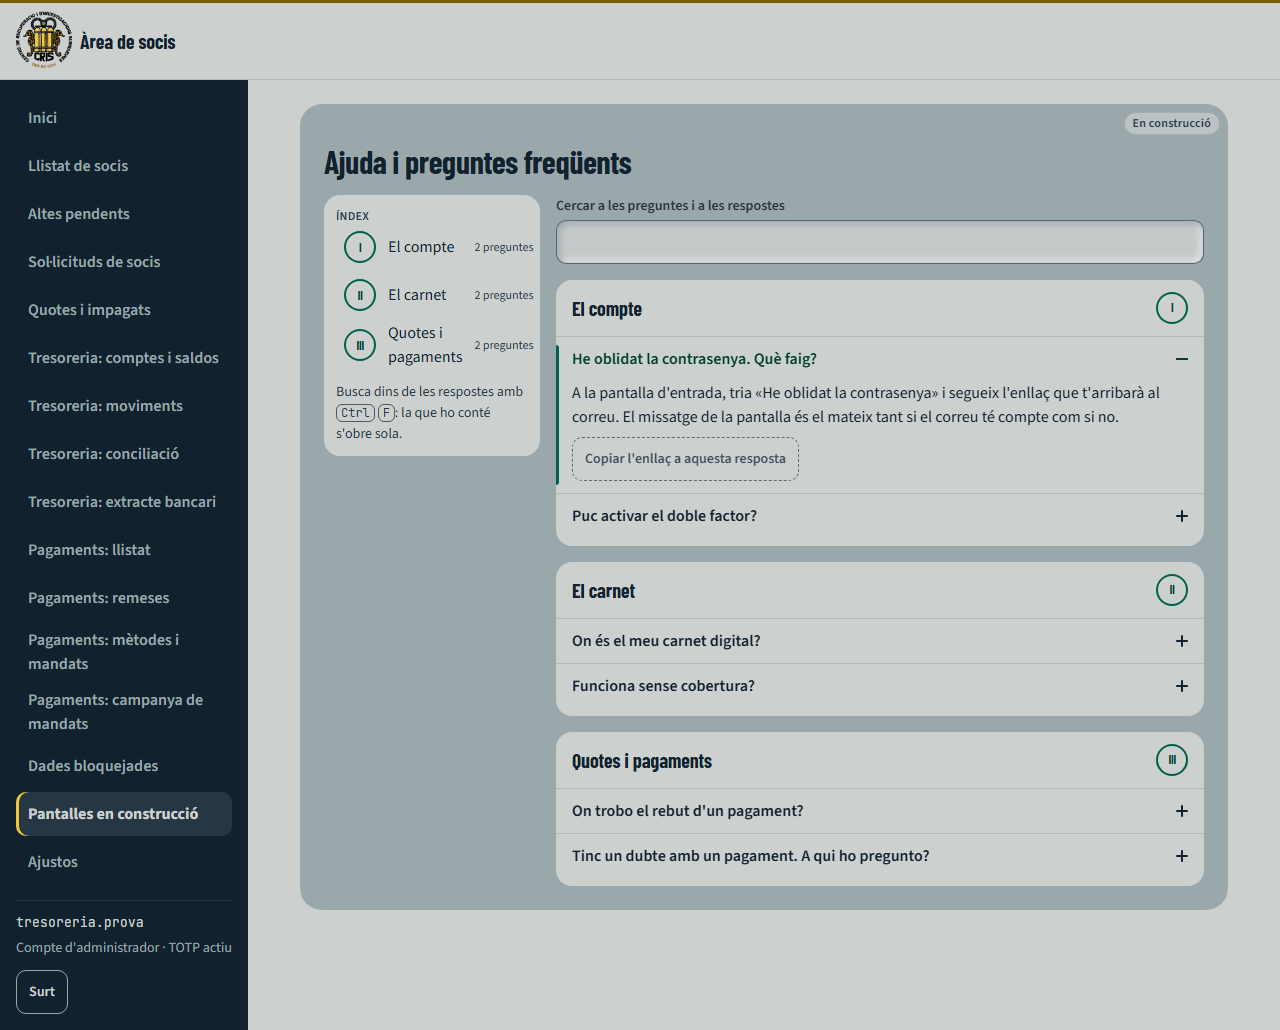 CENTRE DE RECUPERACIÓ I D'INVESTIGACIONS SUBMARINES
CRIS
Àrea de socis
Inici
Llistat de socis
Altes pendents
Sol·licituds de socis
Quotes i impagats
Tresoreria: comptes i saldos
Tresoreria: moviments
Tresoreria: conciliació
Tresoreria: extracte bancari
Pagaments: llistat
Pagaments: remeses
Pagaments: mètodes i
mandats
Pagaments: campanya de
mandats
Dades bloquejades
Pantalles en construcció
Ajustos
tresoreria.prova
Compte d'administrador · TOTP actiu
Surt
En construcció
Ajuda i preguntes freqüents
ÍNDEX
I El compte 2 preguntes
II El carnet 2 preguntes
III Quotes i
pagaments 2 preguntes
Busca dins de les respostes amb
Ctrl F: la que ho conté
s'obre sola.
Cercar a les preguntes i a les respostes
El compte I
He oblidat la contrasenya. Què faig? −
A la pantalla d'entrada, tria «He oblidat la contrasenya» i segueix l'enllaç que t'arribarà al
correu. El missatge de la pantalla és el mateix tant si el correu té compte com si no.
Copiar l'enllaç a aquesta resposta
Puc activar el doble factor? +
El carnet II
On és el meu carnet digital? +
Funciona sense cobertura? +
Quotes i pagaments III
On trobo el rebut d'un pagament? +
Tinc un dubte amb un pagament. A qui ho pregunto? +